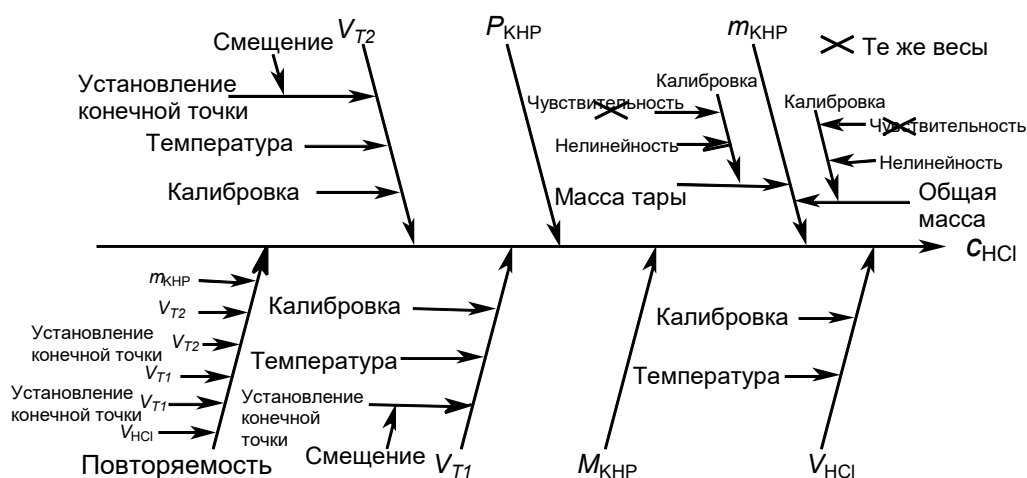 Смещение
V_T2
P_KHP
m_KHP
Те же весы
Установление
конечной точки
Температура
Калибровка
Калибровка
Чувствительность
Нелинейность
Масса тары
Калибровка
Чувствительность
Нелинейность
Общая
масса
c_HCl
m_KHP
V_T2
Установление
конечной точки
V_T2
V_T1
Установление
конечной точки
V_T1
V_HCl
Повторяемость
Калибровка
Температура
Установление
конечной
точки
Смещение
V_T1
M_KHP
Калибровка
Температура
V_HCl